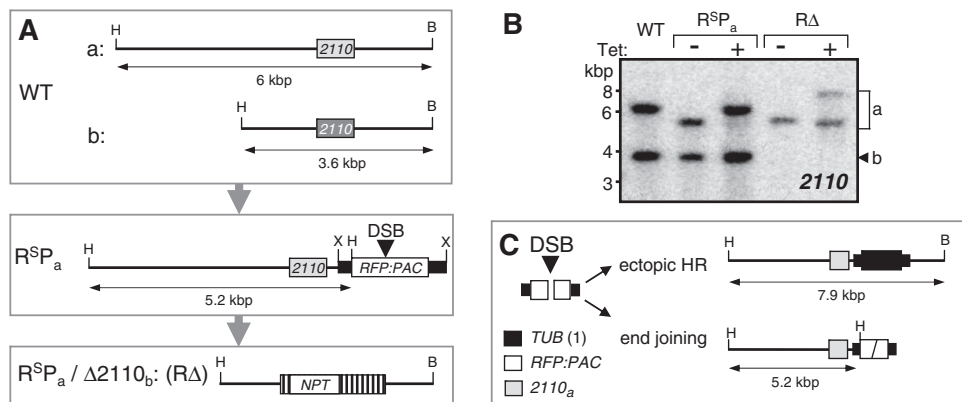 A
H
B
a:
2110
6 kbp
WT
H
B
b:
2110
3.6 kbp
RSPa
H
X H
DSB
X
2110
RFP:PAC
5.2 kbp
RSPa / Δ2110b: (RΔ)
H
B
NPT
B
WT
RSPa
RΔ
Tet:
- + - +
kbp
8
6
4
3
a
b
2110
C
DSB
ectopic HR
end joining
TUB (1)
RFP:PAC
2110a
H
B
7.9 kbp
H
H
5.2 kbp